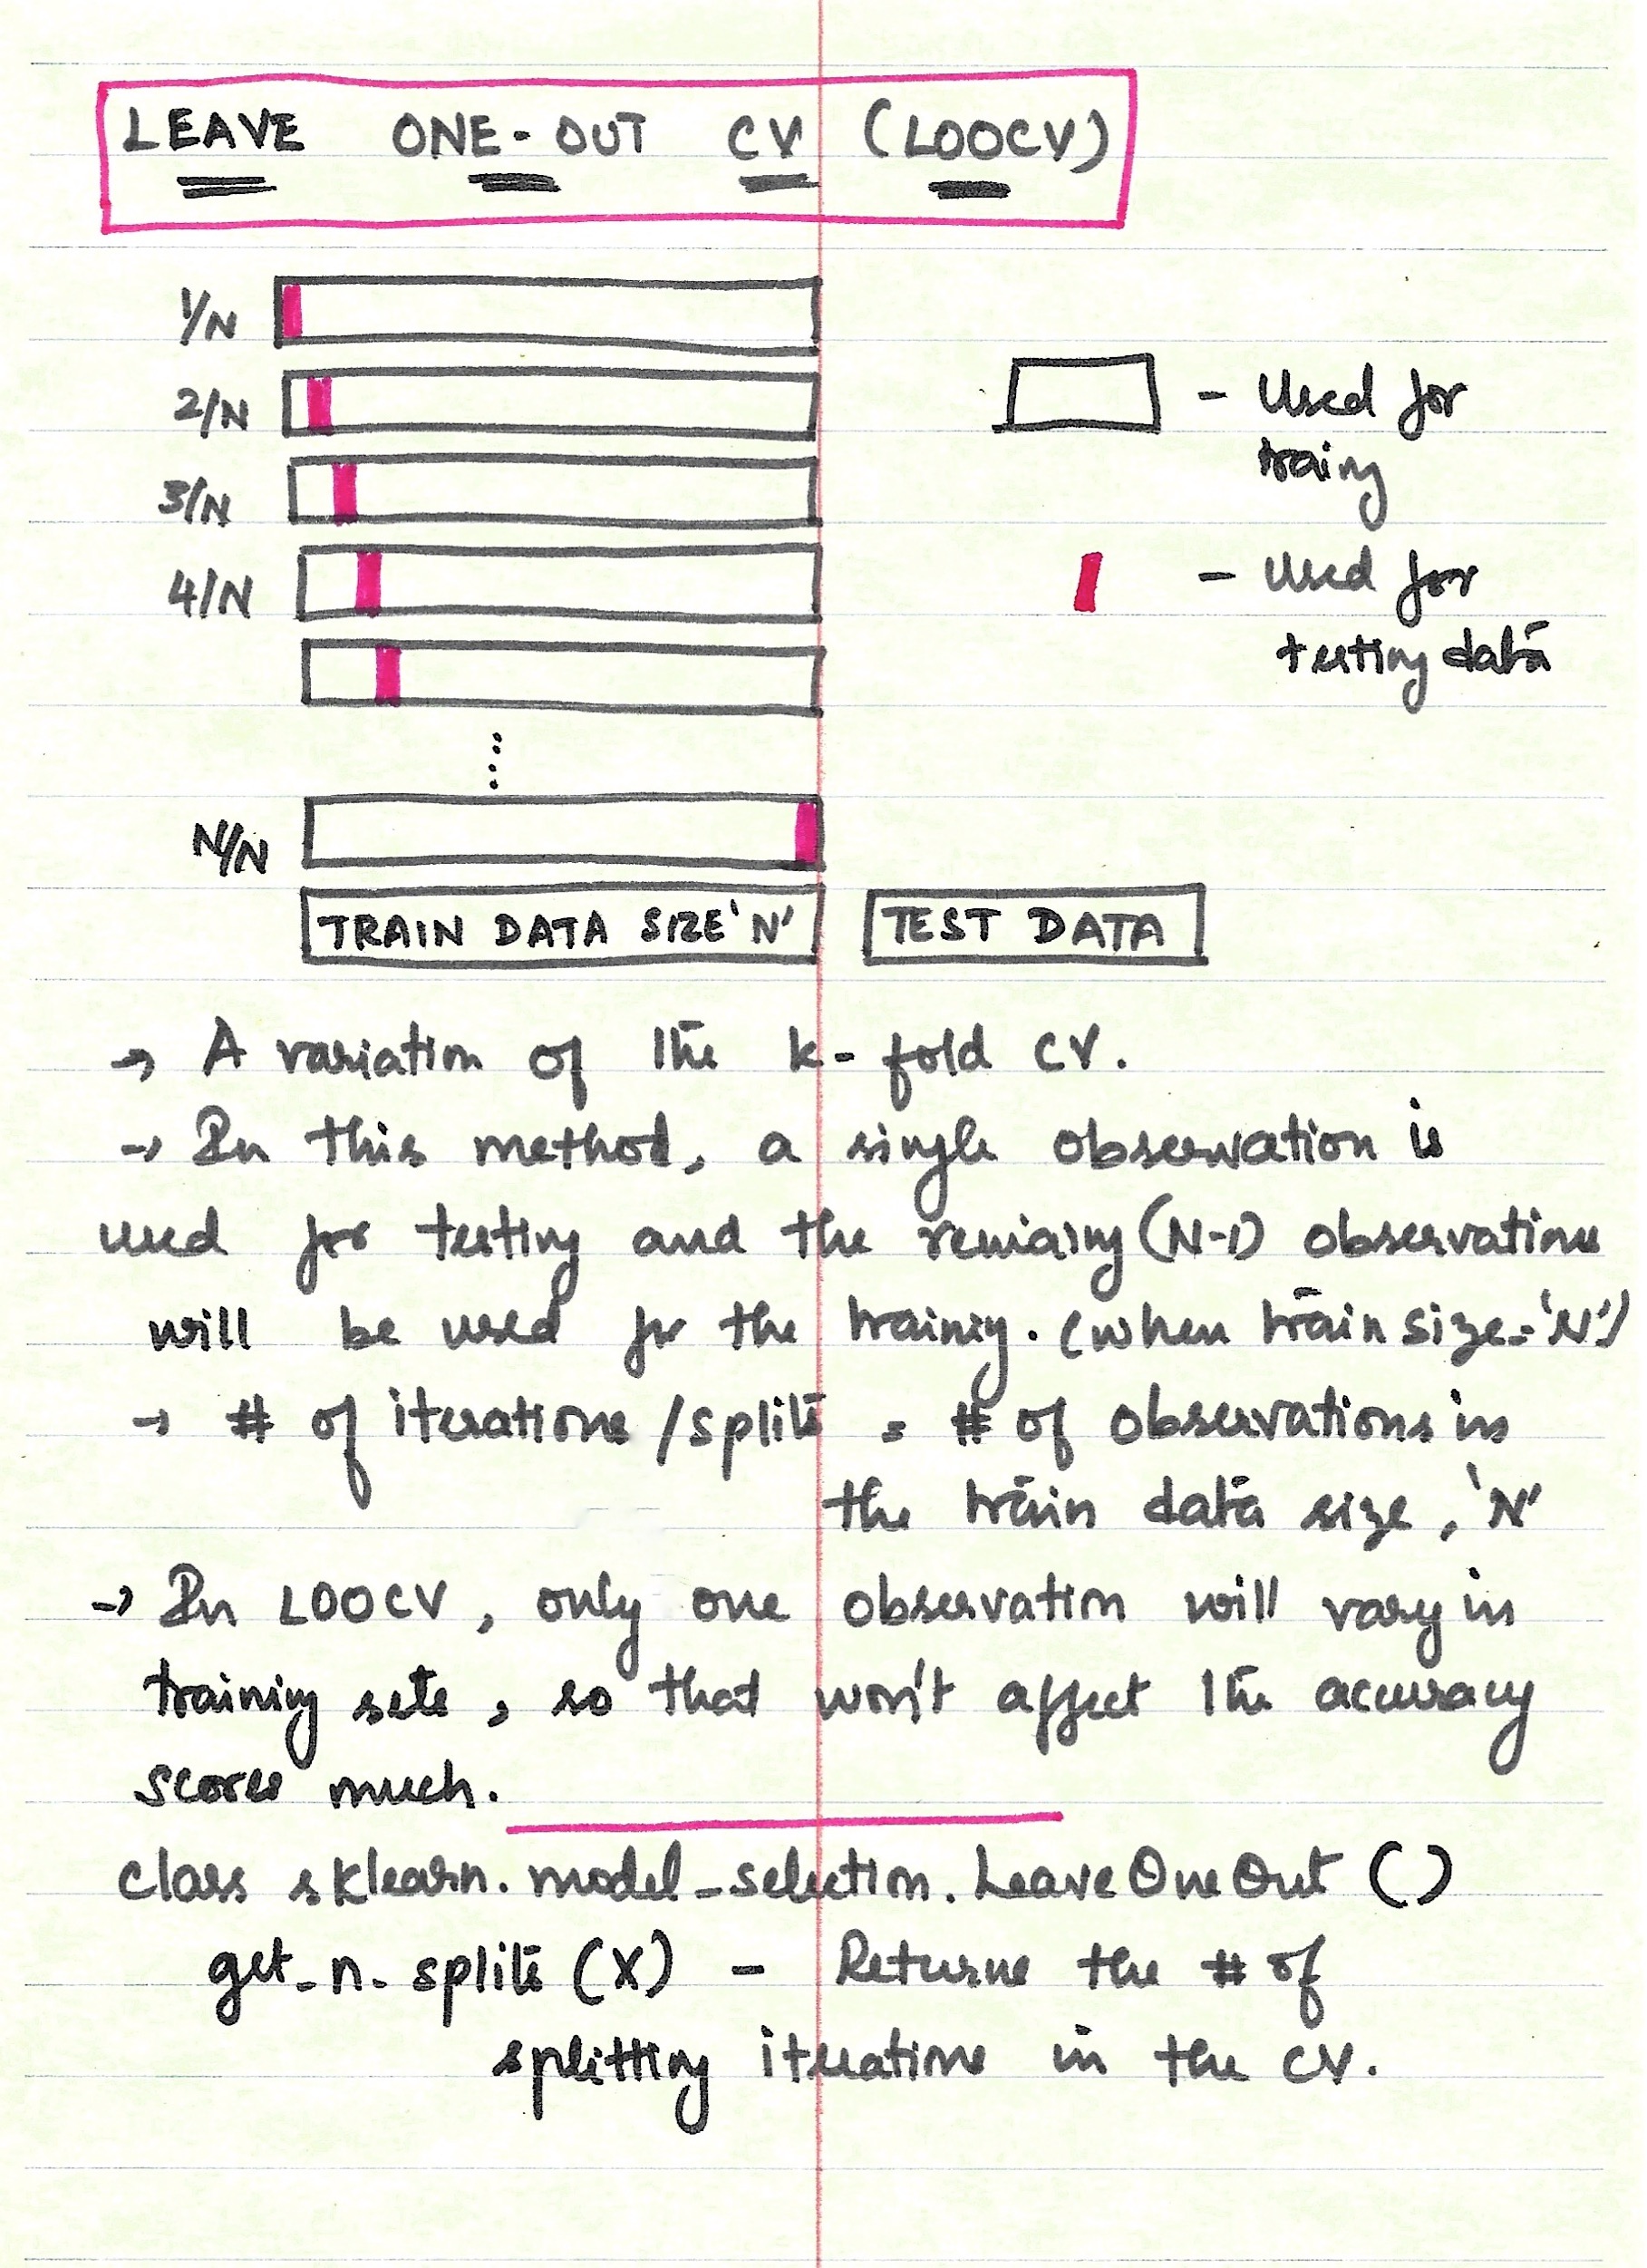 LEAVE ONE-OUT CV (LOOCV)
1/N
2/N
3/N
4/N
N/N
- Used for
trainy
- Used for
testing data
TRAIN DATA SIZE 'N'
TEST DATA
→ A variation of the k-fold CV.
→ In this method, a single observation is
used for testing and the remaing (N-1) observations
will be used for the training. (when train size='N')
→ # of iterations / splits = # of observations in
the train data size, 'N'
→ In LOOCV, only one observation will vary in
training sets, so that won't affect the accuracy
scores much.
class sklearn.model_selection.LeaveOneOut ()
get_n_splits (X) - Returns the # of
splitting iterations in the CV.